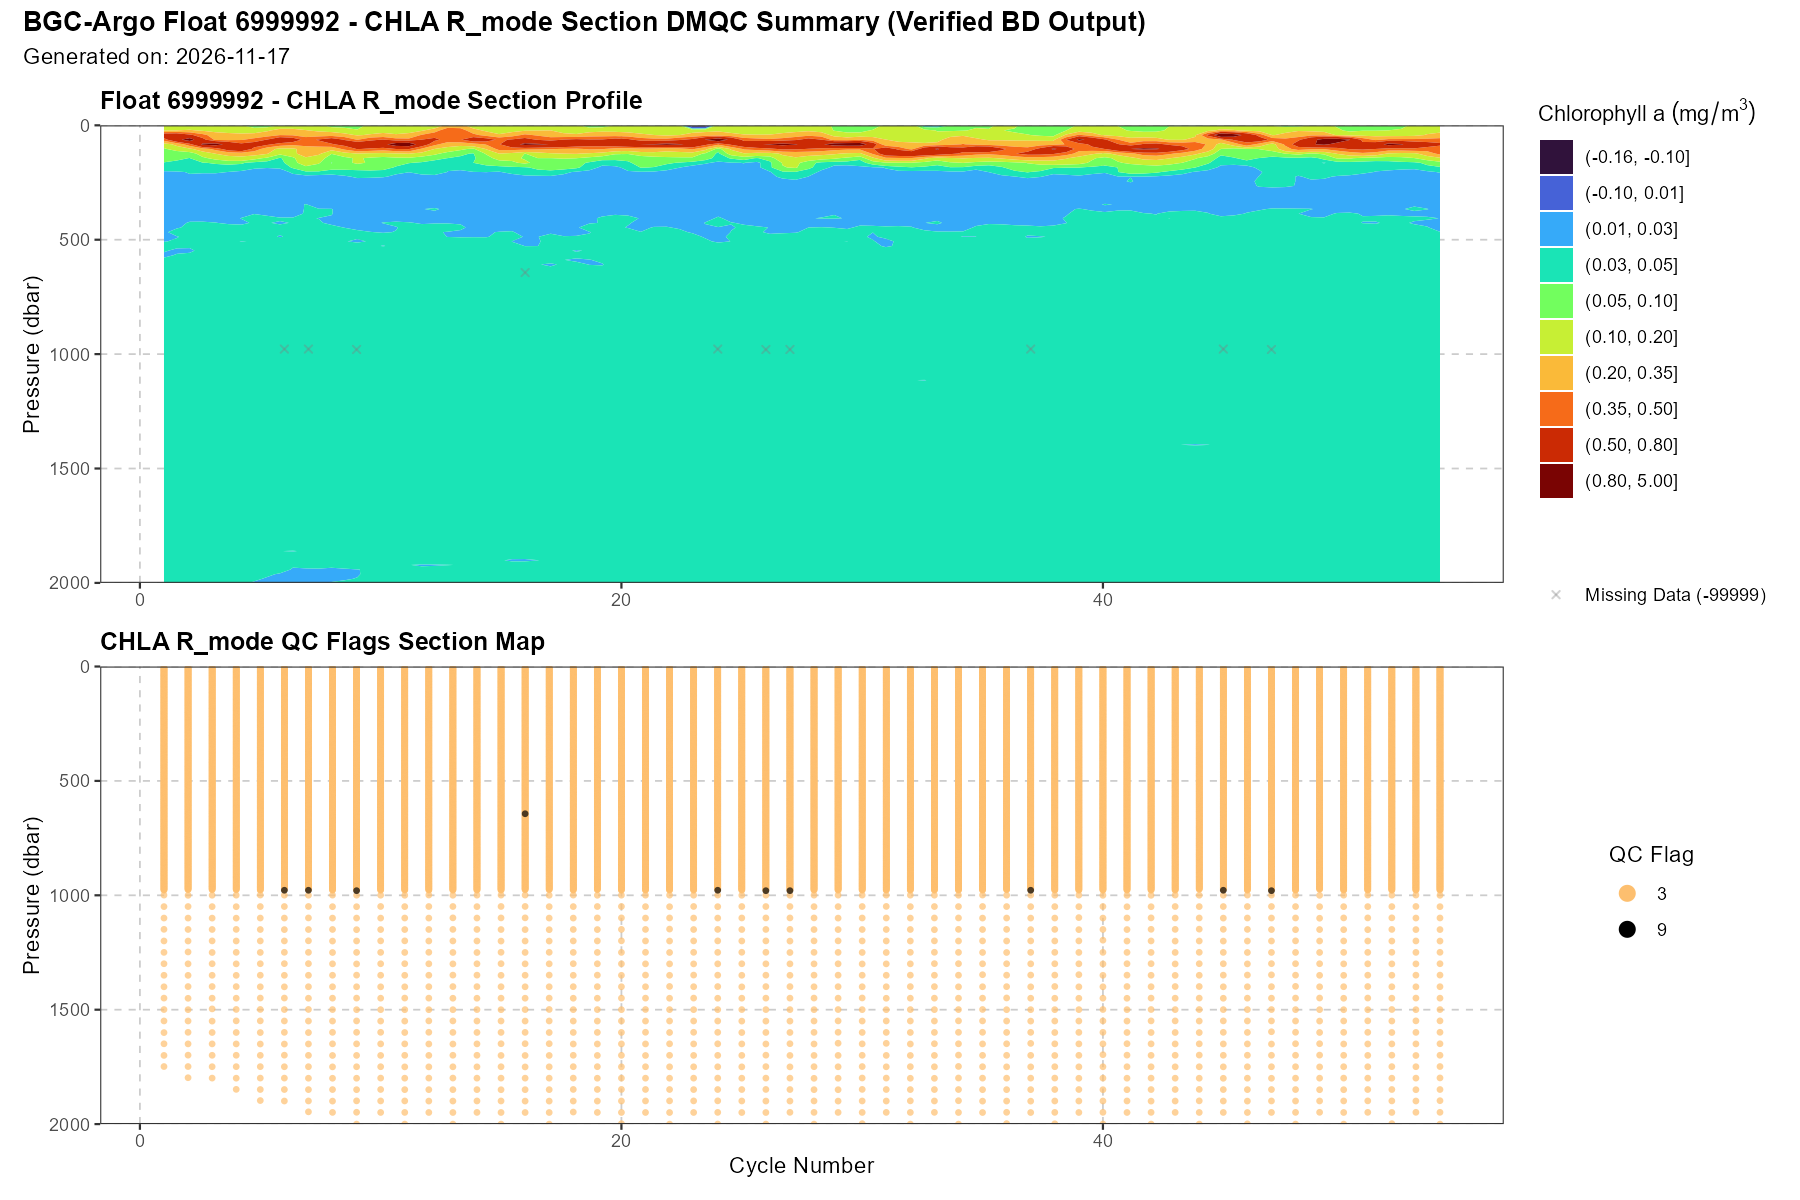 BGC-Argo Float 6999992 - CHLA R_mode Section DMQC Summary (Verified BD Output)
Generated on: 2026-11-17
Float 6999992 - CHLA R_mode Section Profile
Pressure (dbar)
0
500
1000
1500
2000
0
20
40
Chlorophyll a (mg/m³)
(-0.16, -0.10]
(-0.10, 0.01]
(0.01, 0.03]
(0.03, 0.05]
(0.05, 0.10]
(0.10, 0.20]
(0.20, 0.35]
(0.35, 0.50]
(0.50, 0.80]
(0.80, 5.00]
Missing Data (-99999)
CHLA R_mode QC Flags Section Map
Pressure (dbar)
0
500
1000
1500
2000
0
20
40
Cycle Number
QC Flag
3
9